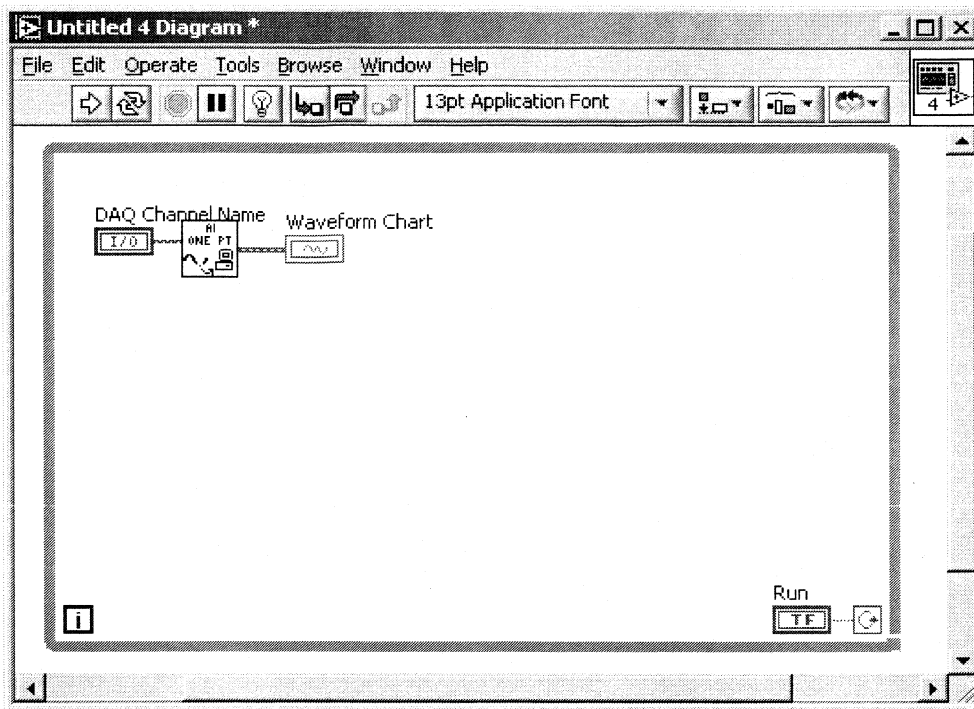 Untitled 4 Diagram *
File Edit Operate Tools Browse Window Help
13pt Application Font
4
DAQ Channel Name
Waveform Chart
AI
ONE PT
I/O
Run
i
TF